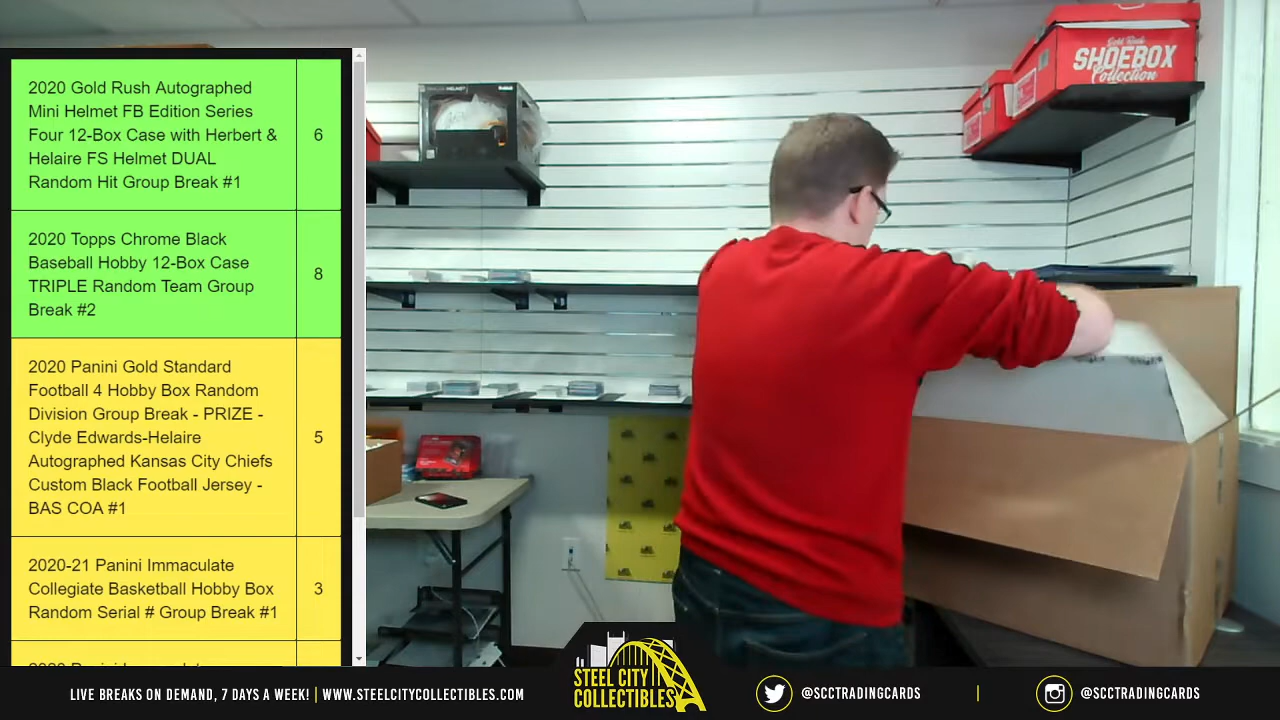 2020 Gold Rush Autographed
Mini Helmet FB Edition Series
Four 12-Box Case with Herbert &
Helaire FS Helmet DUAL
Random Hit Group Break #1
6
2020 Topps Chrome Black
Baseball Hobby 12-Box Case
TRIPLE Random Team Group
Break #2
8
2020 Panini Gold Standard
Football 4 Hobby Box Random
Division Group Break - PRIZE -
Clyde Edwards-Helaire
Autographed Kansas City Chiefs
Custom Black Football Jersey -
BAS COA #1
5
2020-21 Panini Immaculate
Collegiate Basketball Hobby Box
Random Serial # Group Break #1
3
Gold Rush
SHOEBOX
Collection
LIVE BREAKS ON DEMAND, 7 DAYS A WEEK! | WWW.STEELCITYCOLLECTIBLES.COM
STEEL CITY
COLLECTIBLES
@SCCTRADINGCARDS
|
@SCCTRADINGCARDS